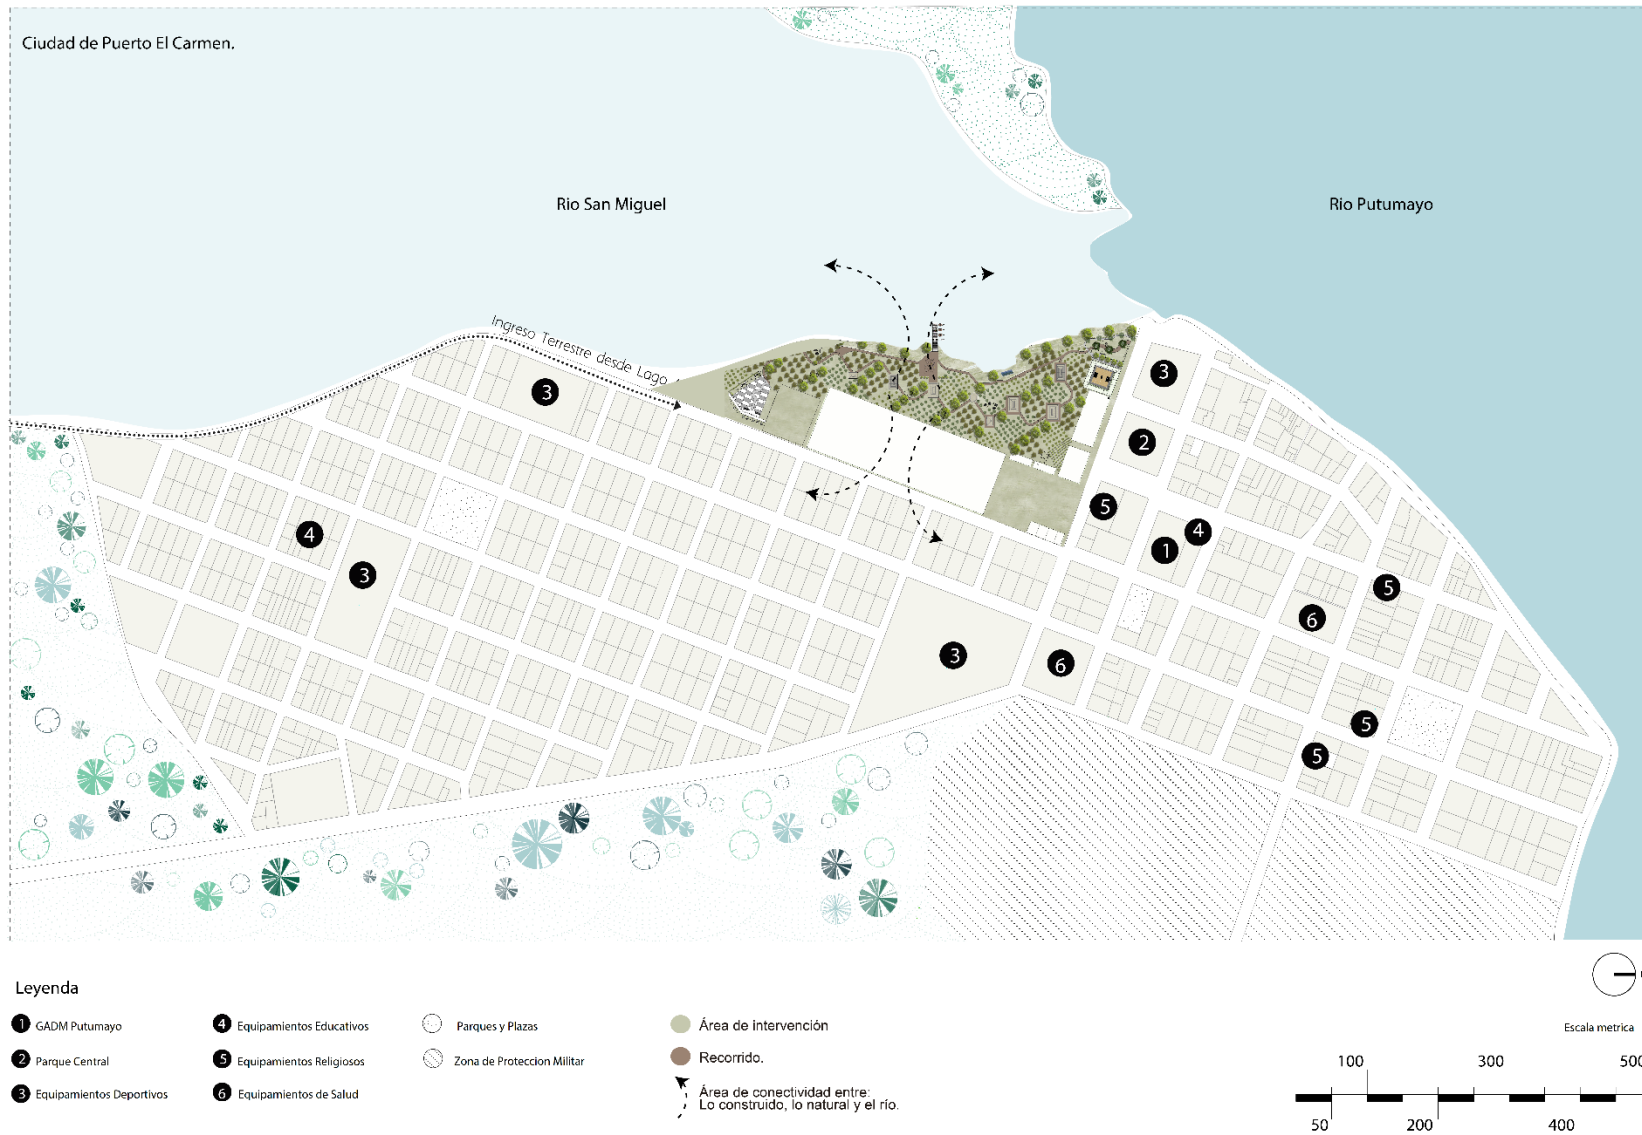 Ciudad de Puerto El Carmen.
Rio San Miguel
Rio Putumayo
Ingreso Terrestre desde Lago
3
3
2
5
4
1
4
3
5
6
3
6
5
5
Leyenda
1 GADM Putumayo
2 Parque Central
3 Equipamientos Deportivos
4 Equipamientos Educativos
5 Equipamientos Religiosos
6 Equipamientos de Salud
Parques y Plazas
Zona de Proteccion Militar
Área de intervención
Recorrido.
Área de conectividad entre:
Lo construido, lo natural y el río.
Escala metrica
100 300 500
50 200 400